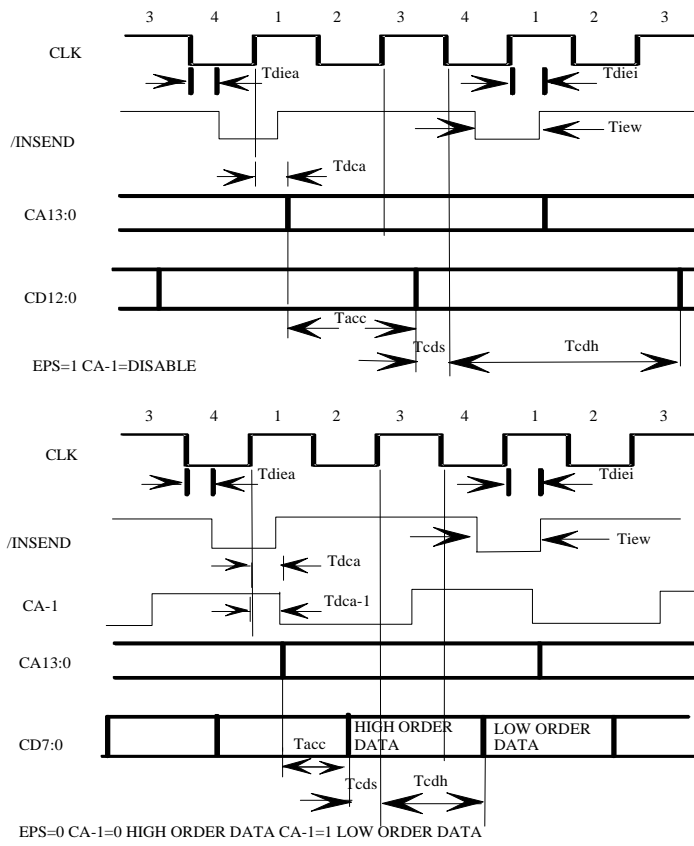 3 4 1 2 3 4 1 2 3
CLK
Tdiea Tdiei
/INSEND
Tiew
Tdca
CA13:0
CD12:0
Tacc
Tcds Tcdh
EPS=1 CA-1=DISABLE
3 4 1 2 3 4 1 2 3
CLK
Tdiea Tdiei
/INSEND
Tiew
Tdca
CA-1
Tdca-1
CA13:0
HIGH ORDER LOW ORDER
CD7:0
DATA DATA
Tacc
Tcds Tcdh
EPS=0 CA-1=0 HIGH ORDER DATA CA-1=1 LOW ORDER DATA